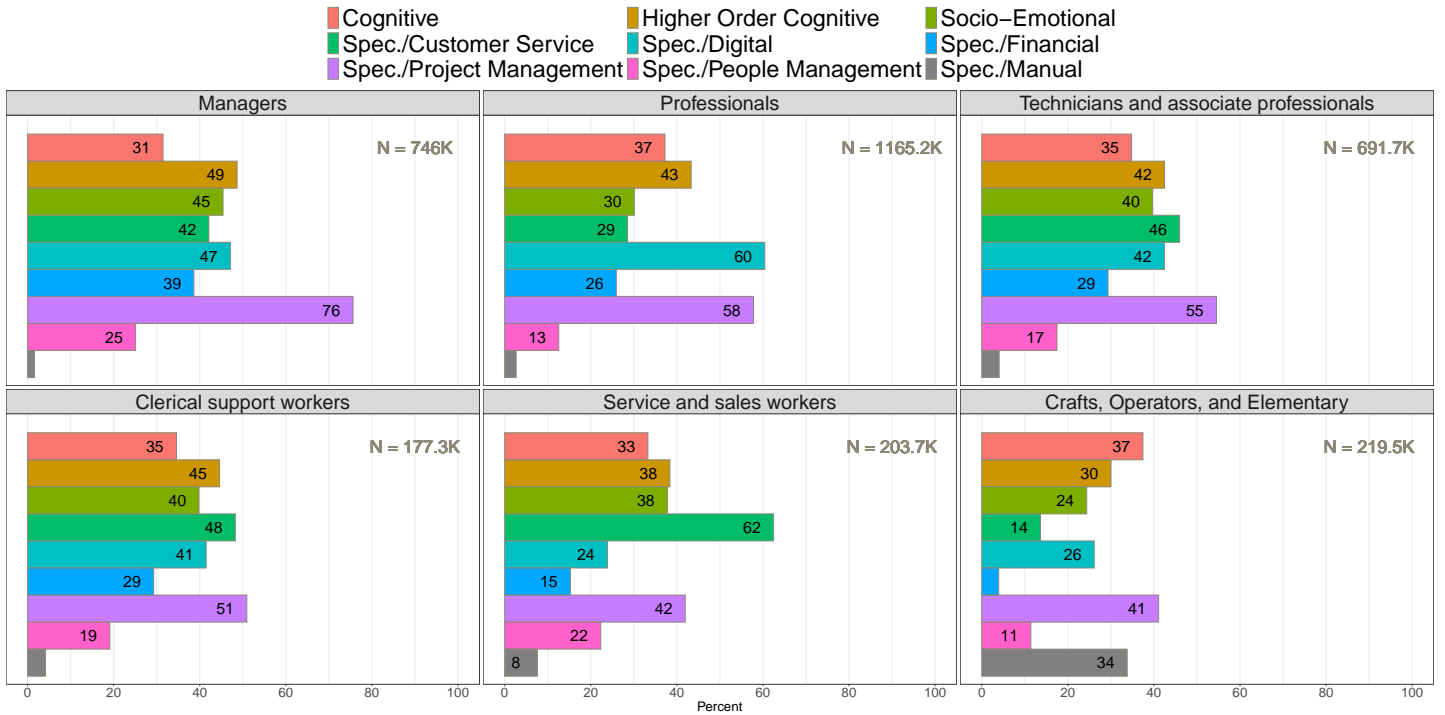 Cognitive Higher Order Cognitive Socio−Emotional
Spec./Customer Service Spec./Digital Spec./Financial
Spec./Project Management Spec./People Management Spec./Manual
Managers Professionals Technicians and associate professionals
31 N = 746K 37 N = 1165.2K 35 N = 691.7K
49 43 42
45 30 40
42 29 46
47 60 42
39 26 29
76 58 55
25 13 17
Clerical support workers Service and sales workers Crafts, Operators, and Elementary
35 N = 177.3K 33 N = 203.7K 37 N = 219.5K
45 38 30
40 38 24
48 62 14
41 24 26
29 15
51 42 41
19 22 11
8 34
0 20 40 60 80 100 0 20 40 60 80 100 0 20 40 60 80 100
Percent